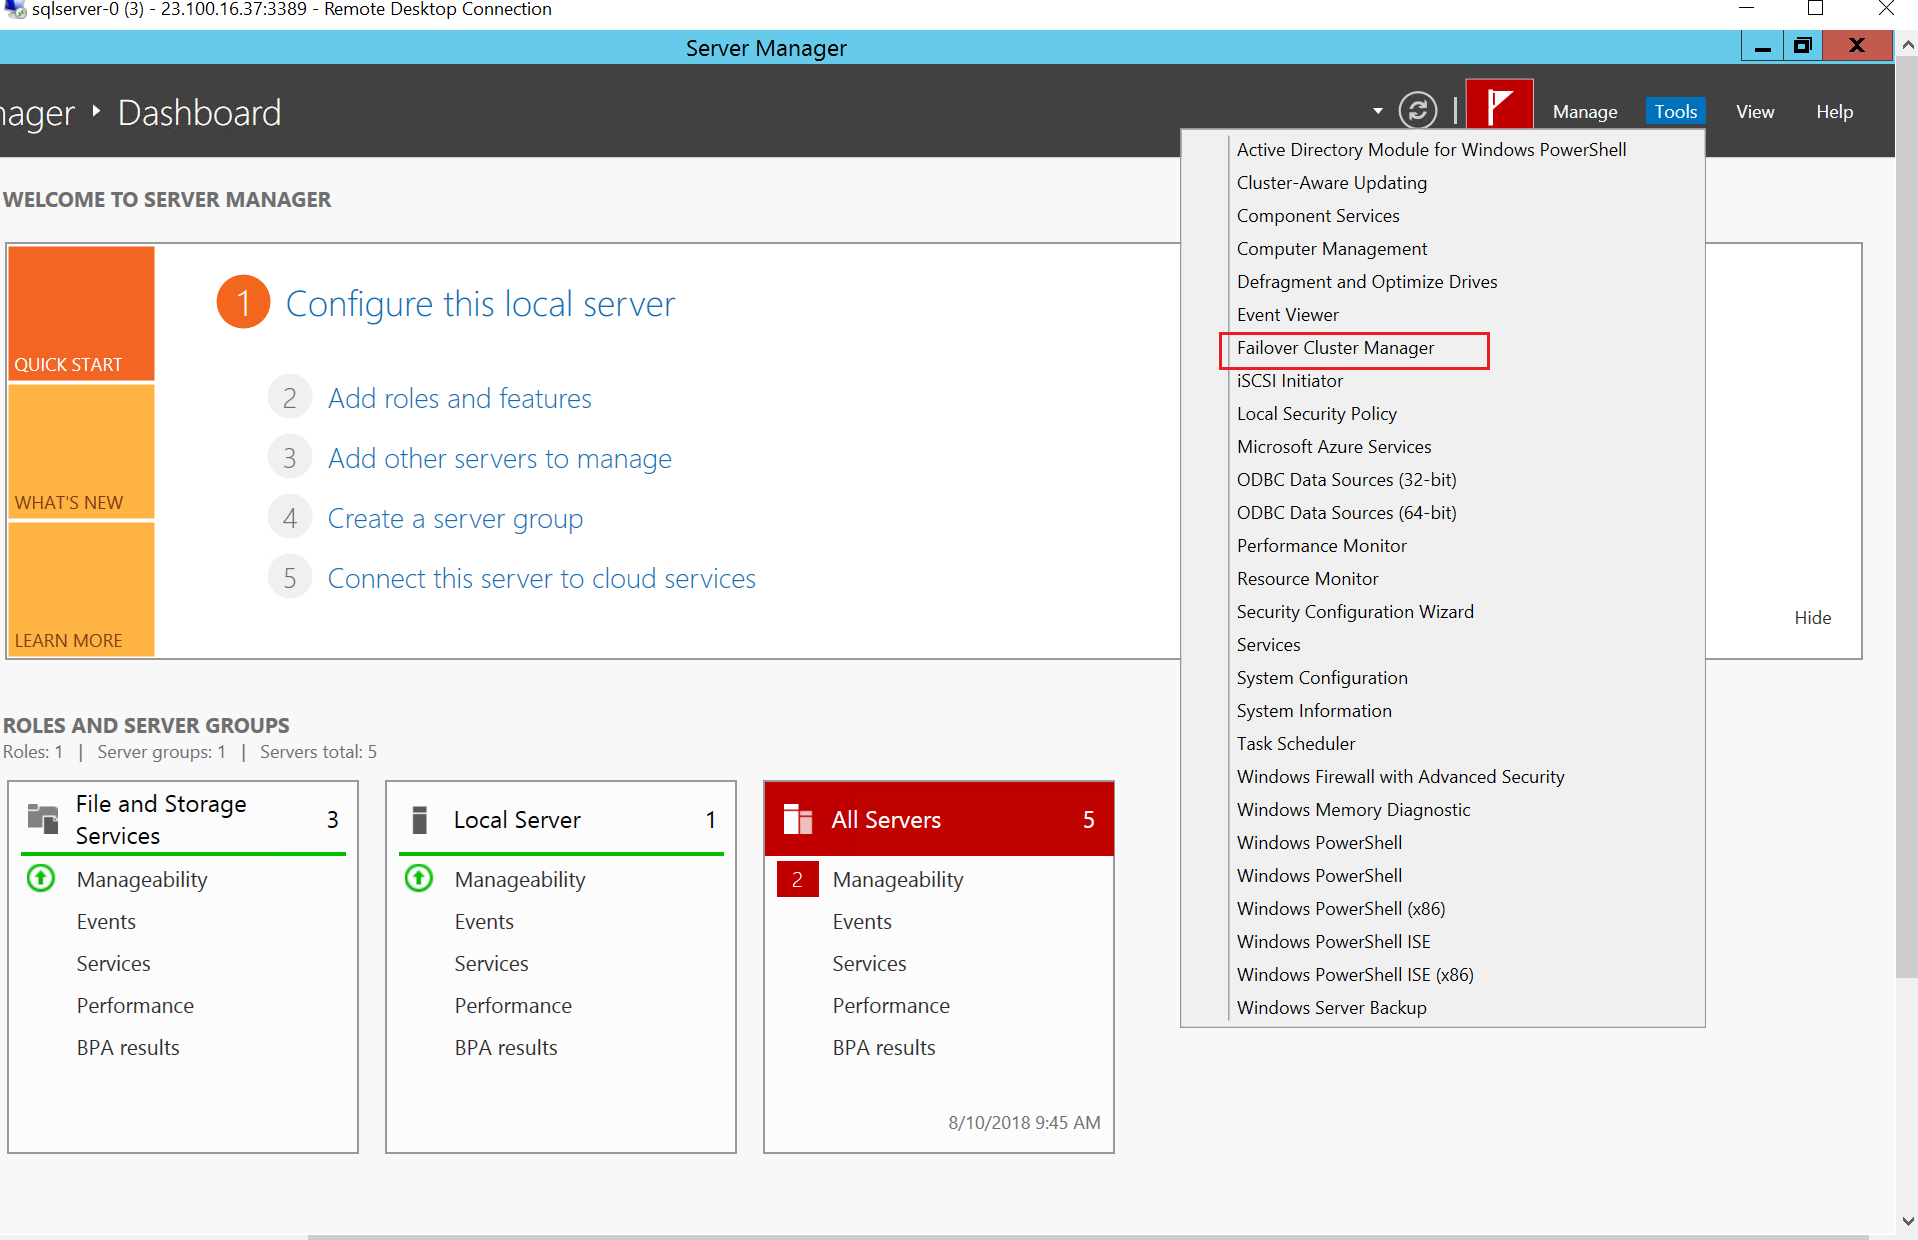 sqlserver-0 (3) - 23.100.16.37:3389 - Remote Desktop Connection
Server Manager
nager Dashboard
Manage Tools View Help
Active Directory Module for Windows PowerShell
Cluster-Aware Updating
Component Services
Computer Management
Defragment and Optimize Drives
Event Viewer
Failover Cluster Manager
iSCSI Initiator
Local Security Policy
Microsoft Azure Services
ODBC Data Sources (32-bit)
ODBC Data Sources (64-bit)
Performance Monitor
Resource Monitor
Security Configuration Wizard
Services
System Configuration
System Information
Task Scheduler
Windows Firewall with Advanced Security
Windows Memory Diagnostic
Windows PowerShell
Windows PowerShell
Windows PowerShell (x86)
Windows PowerShell ISE
Windows PowerShell ISE (x86)
Windows Server Backup
WELCOME TO SERVER MANAGER
QUICK START
WHAT'S NEW
LEARN MORE
1 Configure this local server
2 Add roles and features
3 Add other servers to manage
4 Create a server group
5 Connect this server to cloud services
Hide
ROLES AND SERVER GROUPS
Roles: 1 | Server groups: 1 | Servers total: 5
File and Storage
Services 3
Manageability
Events
Services
Performance
BPA results
Local Server 1
Manageability
Events
Services
Performance
BPA results
All Servers 5
2 Manageability
Events
Services
Performance
BPA results
8/10/2018 9:45 AM